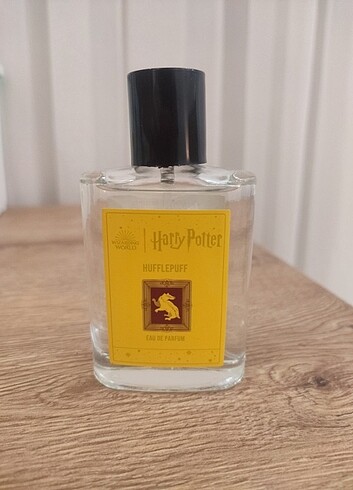 WIZARDING
WORLD
Harry Potter
HUFFLEPUFF
EAU DE PARFUM